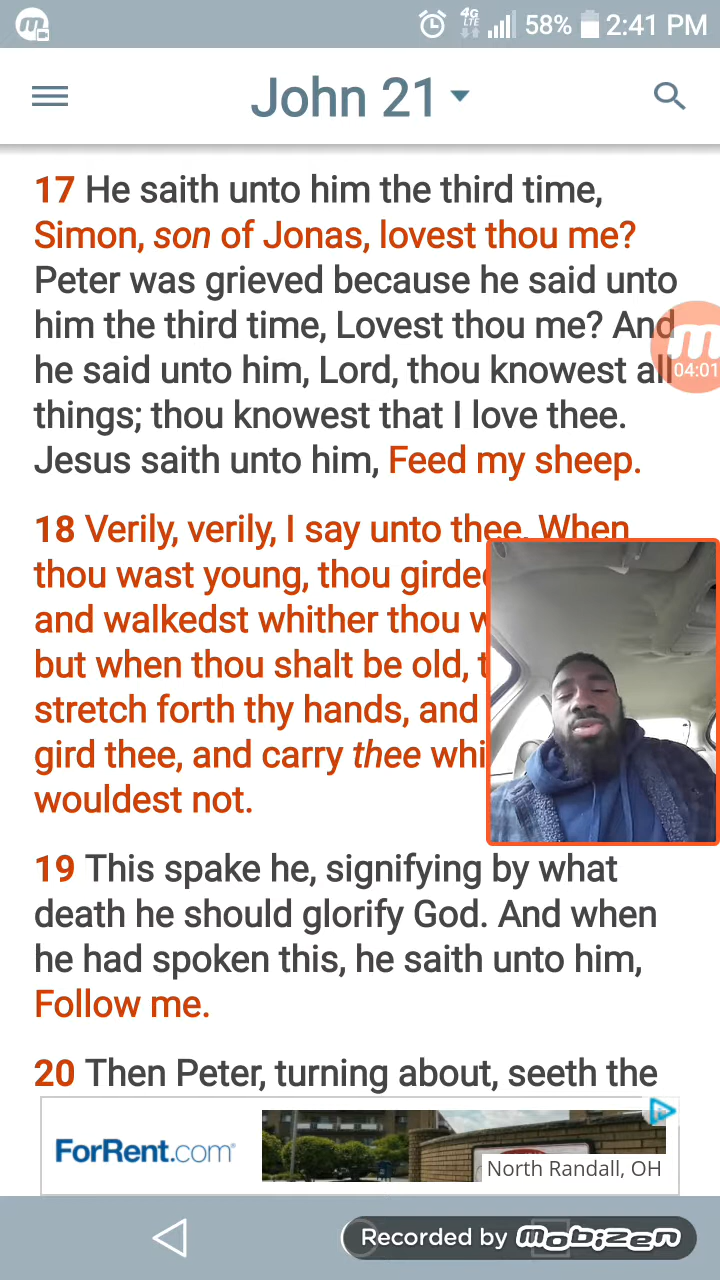 4G
LTE
58%
2:41 PM
John 21
17 He saith unto him the third time,
Simon, son of Jonas, lovest thou me?
Peter was grieved because he said unto
him the third time, Lovest thou me? And
he said unto him, Lord, thou knowest all
things; thou knowest that I love thee.
Jesus saith unto him, Feed my sheep.
m
04:01
18 Verily, verily, I say unto thee, When
thou wast young, thou
and walkedst whither thou
but when thou shalt be old,
stretch forth thy hands, and
gird thee, and carry thee
wouldest not.
19 This spake he, signifying by what
death he should glorify God. And when
he had spoken this, he saith unto him,
Follow me.
20 Then Peter, turning about, seeth the
ForRent.com
North Randall, OH
Recorded by mobizen